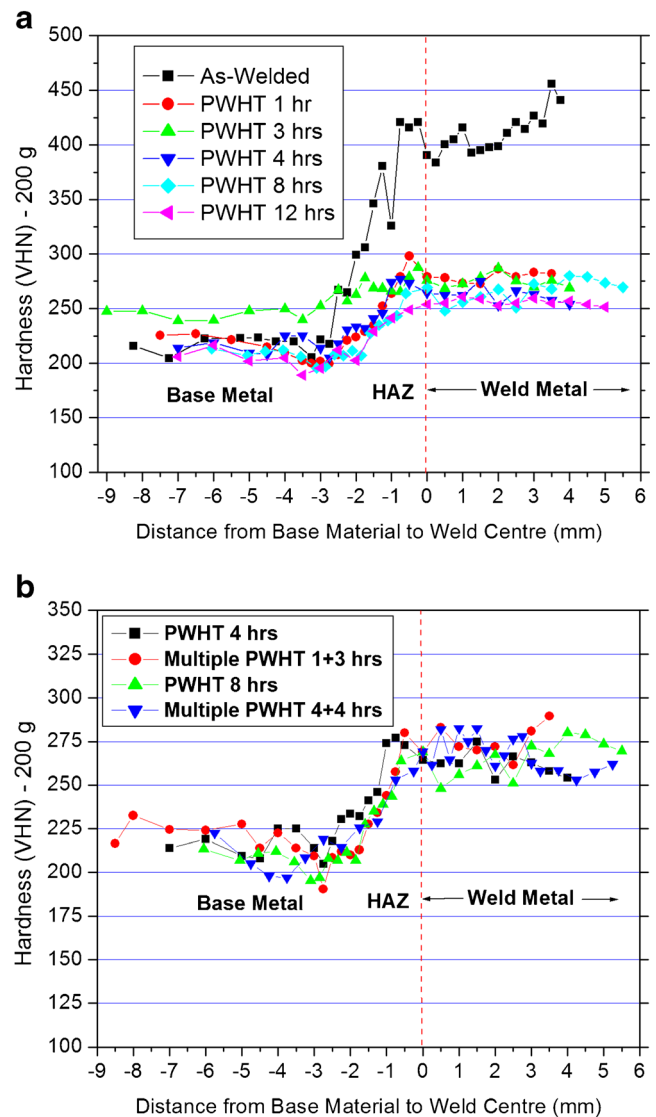 a
500
450
400
350
300
250
200
150
100
Hardness (VHN) - 200 g
As-Welded
PWHT 1 hr
PWHT 3 hrs
PWHT 4 hrs
PWHT 8 hrs
PWHT 12 hrs
Base Metal
HAZ
Weld Metal
-9 -8 -7 -6 -5 -4 -3 -2 -1 0 1 2 3 4 5 6
Distance from Base Material to Weld Centre (mm)
b
350
325
300
275
250
225
200
175
150
125
100
Hardness (VHN) - 200 g
PWHT 4 hrs
Multiple PWHT 1+3 hrs
PWHT 8 hrs
Multiple PWHT 4+4 hrs
Base Metal
HAZ
Weld Metal
-9 -8 -7 -6 -5 -4 -3 -2 -1 0 1 2 3 4 5 6
Distance from Base Material to Weld Centre (mm)